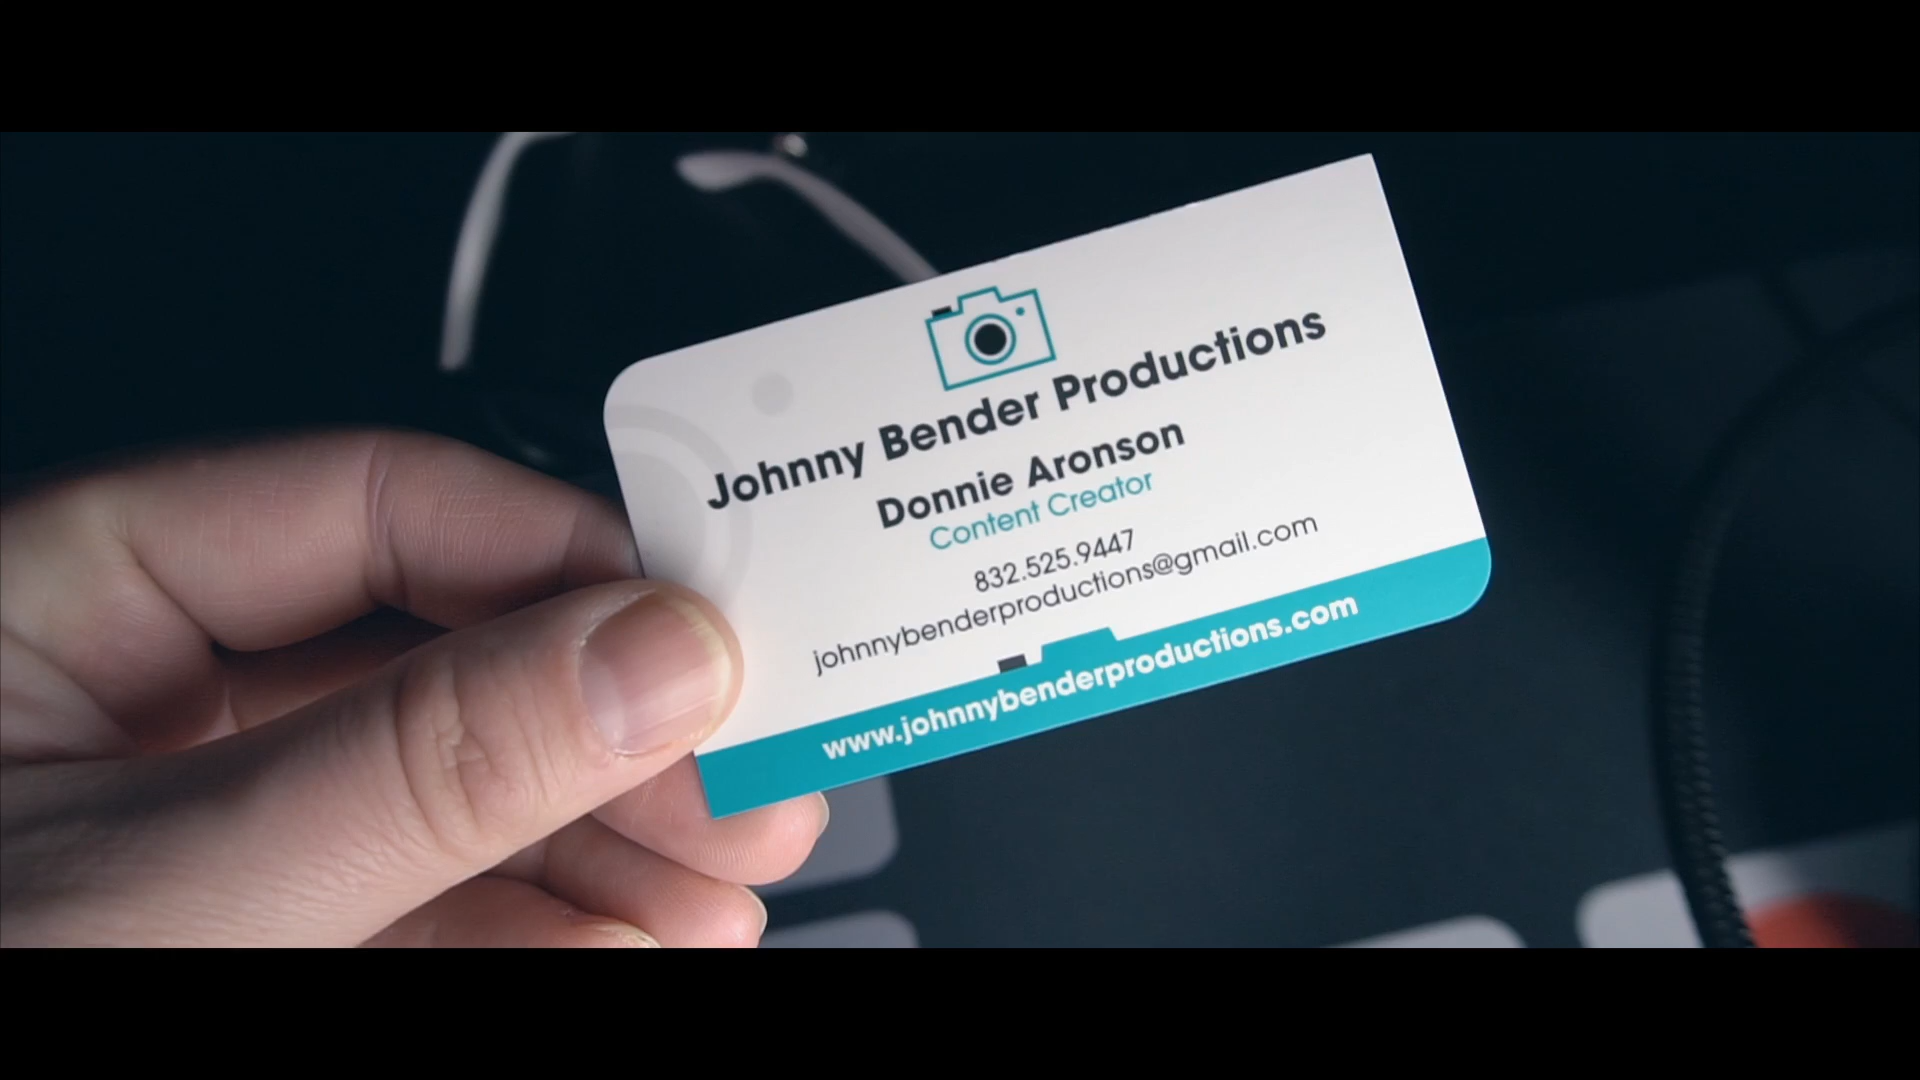 Johnny Bender Productions
Donnie Aronson
Content Creator
832.525.9447
johnnybenderproductions@gmail.com
www.johnnybenderproductions.com